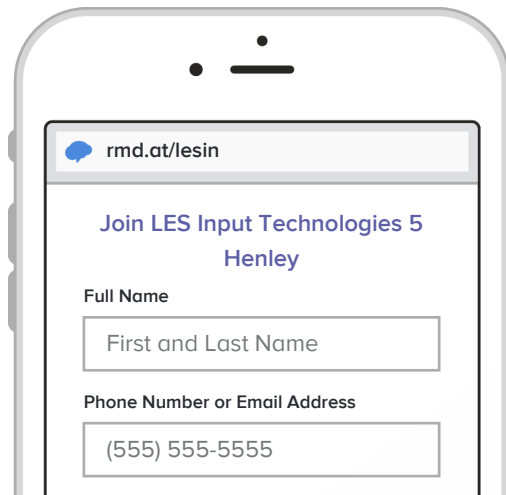 rmd.at/lesin
Join LES Input Technologies 5
Henley
Full Name
First and Last Name
Phone Number or Email Address
(555) 555-5555